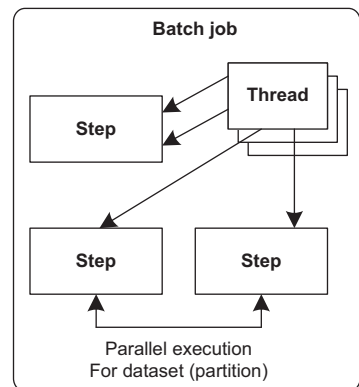 Batch job
Thread
Step
Step
Step
Parallel execution
For dataset (partition)